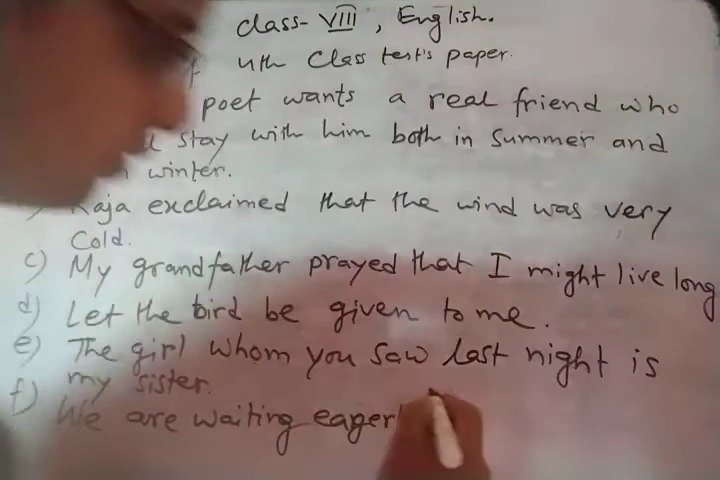 class- VIII, English.
4th Class test's paper.
poet wants a real friend who
stay with him both in Summer and
winter.
Raja exclaimed that the wind was very
Cold.
c) My grandfather prayed that I might live long
d) Let the bird be given to me.
e) The girl whom you saw last night is
my sister.
f) We are waiting eager